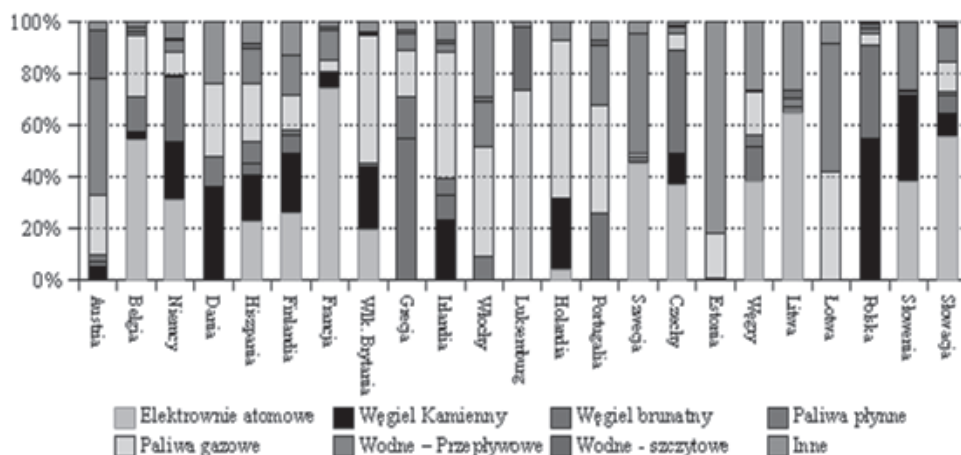 100%
80%
60%
40%
20%
0%
Austria
Belgia
Niemcy
Dania
Hiszpania
Finlandia
Francja
Wlk. Brytania
Grecja
Irlandia
Włochy
Luksemburg
Holandia
Portugalia
Szwecja
Czechy
Estonia
Węgry
Litwa
Łotwa
Polska
Słowenia
Słowacja
Elektrownie atomowe Węgiel Kamienny Węgiel brunatny Paliwa płynne
Paliwa gazowe Wodne – Przepływowe Wodne - szczytowe Inne